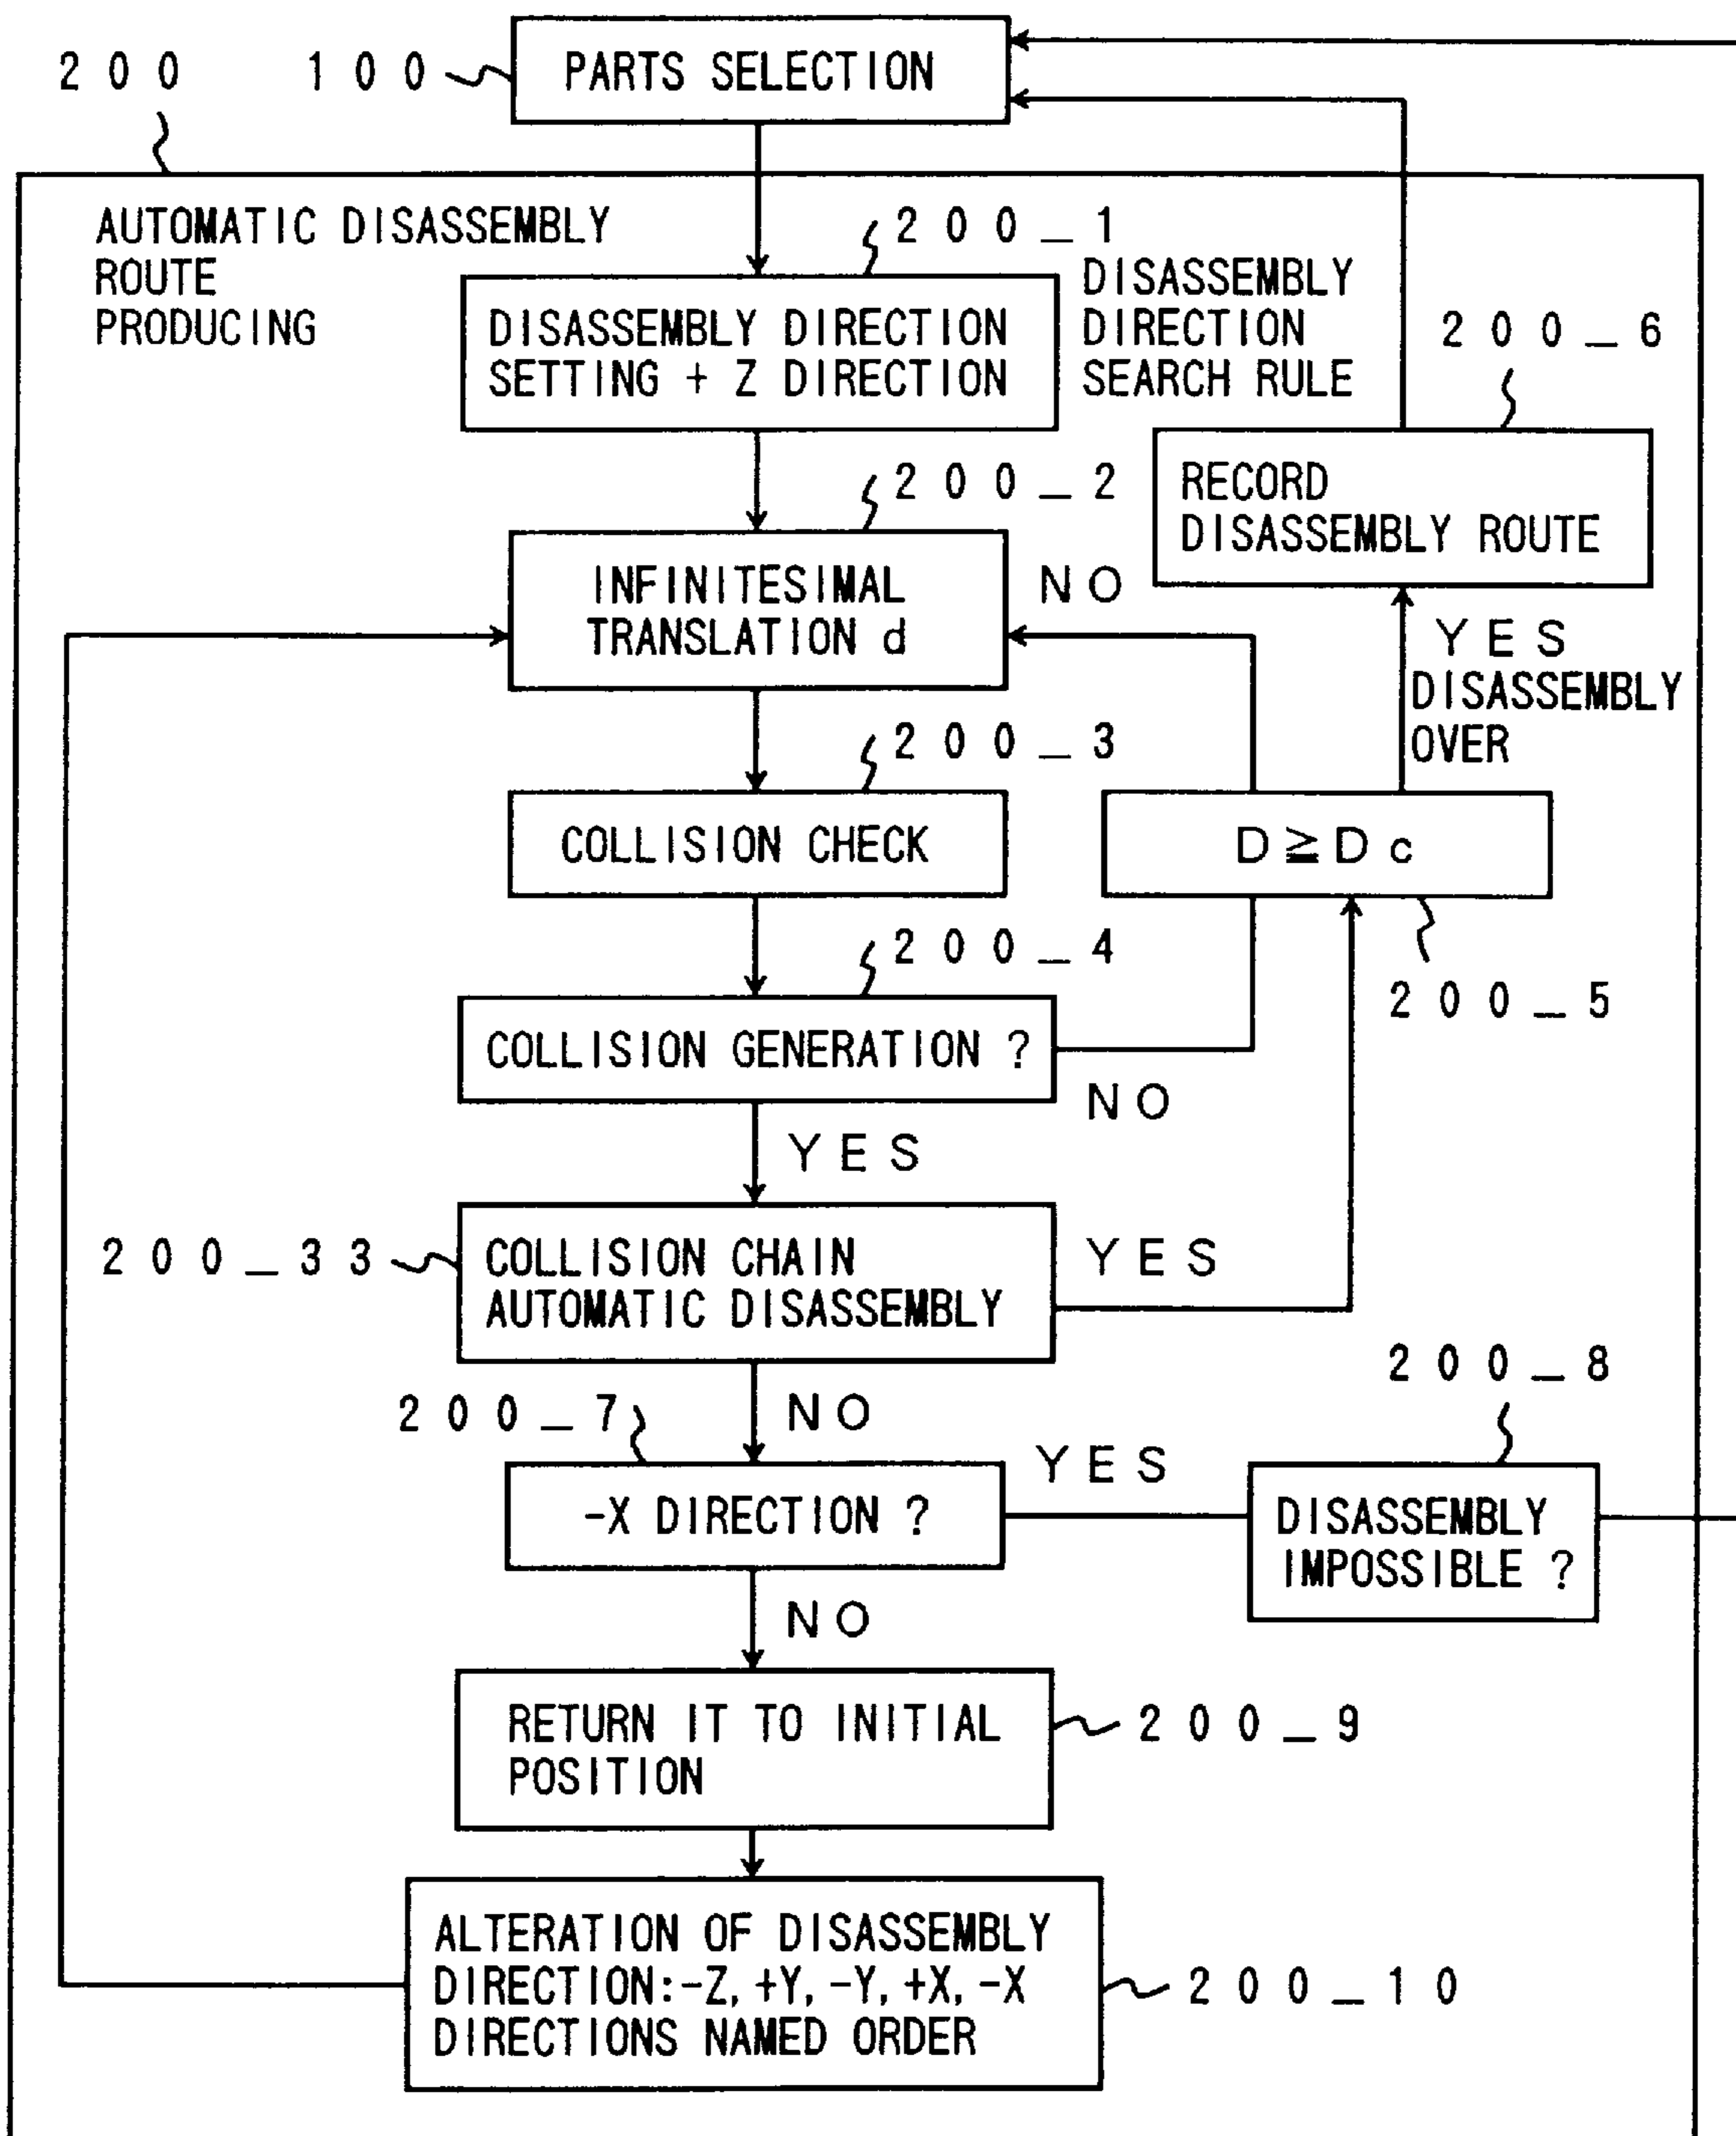 PARTS SELECTION
200
100
AUTOMATIC DISASSEMBLY
ROUTE
PRODUCING
200_1
DISASSEMBLY
DIRECTION
SEARCH RULE
DISASSEMBLY DIRECTION
SETTING + Z DIRECTION
200_6
RECORD
DISASSEMBLY ROUTE
200_2
INFINITESIMAL
TRANSLATION d
NO
YES
DISASSEMBLY
OVER
200_3
COLLISION CHECK
D ≧ D c
200_4
200_5
COLLISION GENERATION ?
NO
YES
200_33
COLLISION CHAIN
AUTOMATIC DISASSEMBLY
YES
200_8
200_7
NO
YES
-X DIRECTION ?
DISASSEMBLY
IMPOSSIBLE ?
NO
RETURN IT TO INITIAL
POSITION
200_9
ALTERATION OF DISASSEMBLY
DIRECTION:-Z, +Y, -Y, +X, -X
DIRECTIONS NAMED ORDER
200_10